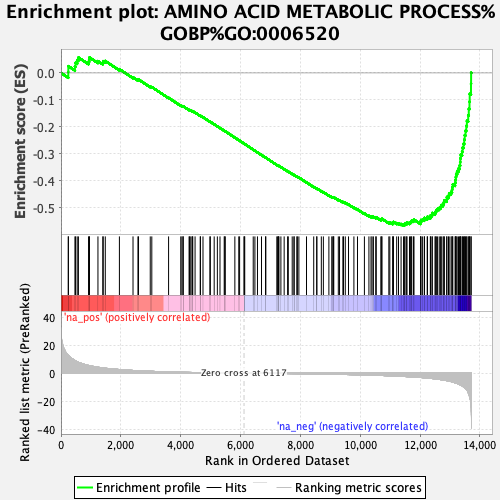 Enrichment plot: AMINO ACID METABOLIC PROCESS%
GOBP%GO:0006520
Enrichment score (ES)
0.0
-0.1
-0.2
-0.3
-0.4
-0.5
'na_pos' (positively correlated)
Ranked list metric (PreRanked)
40
20
0
-20
-40
Zero cross at 6117
'na_neg' (negatively correlated)
0
2,000
4,000
6,000
8,000
10,000
12,000
14,000
Rank in Ordered Dataset
Enrichment profile
Hits
Ranking metric scores